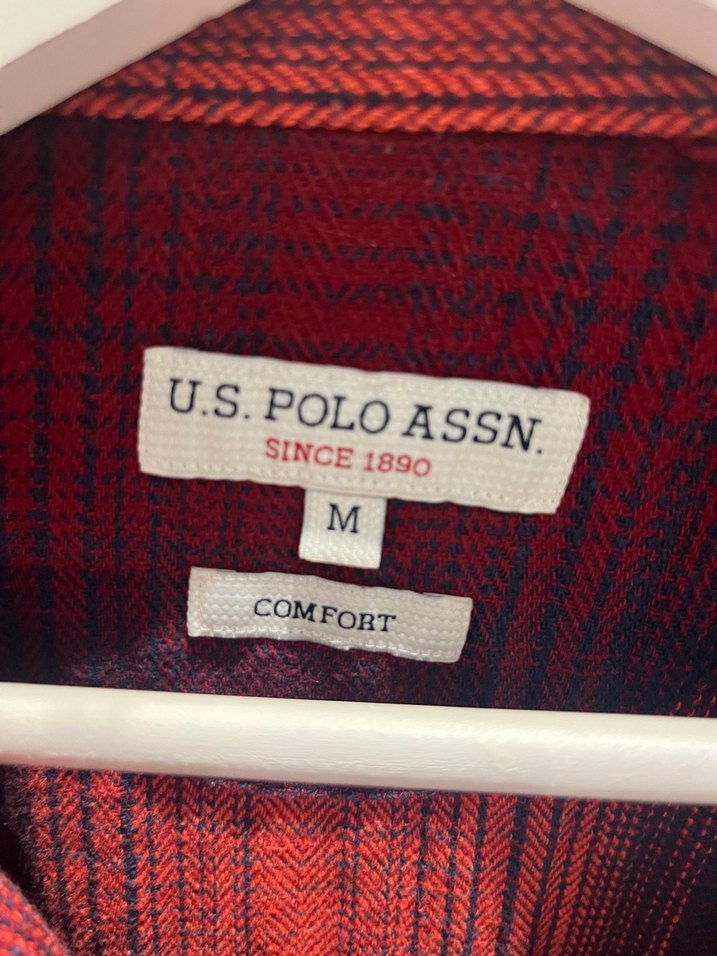 U.S. POLO ASSN.
SINCE 1890
M
COMFORT